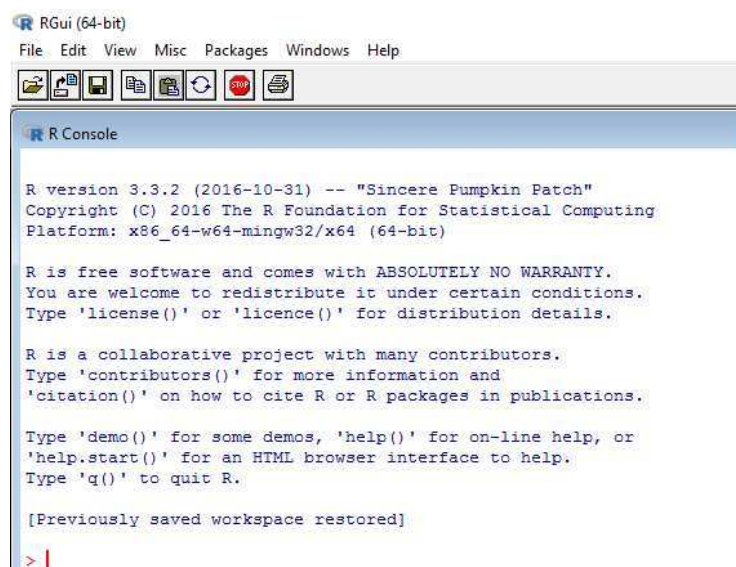 RGui (64-bit)
File Edit View Misc Packages Windows Help
STOP
R Console
R version 3.3.2 (2016-10-31) -- "Sincere Pumpkin Patch"
Copyright (C) 2016 The R Foundation for Statistical Computing
Platform: x86_64-w64-mingw32/x64 (64-bit)
R is free software and comes with ABSOLUTELY NO WARRANTY.
You are welcome to redistribute it under certain conditions.
Type 'license()' or 'licence()' for distribution details.
R is a collaborative project with many contributors.
Type 'contributors()' for more information and
'citation()' on how to cite R or R packages in publications.
Type 'demo()' for some demos, 'help()' for on-line help, or
'help.start()' for an HTML browser interface to help.
Type 'q()' to quit R.
[Previously saved workspace restored]
>